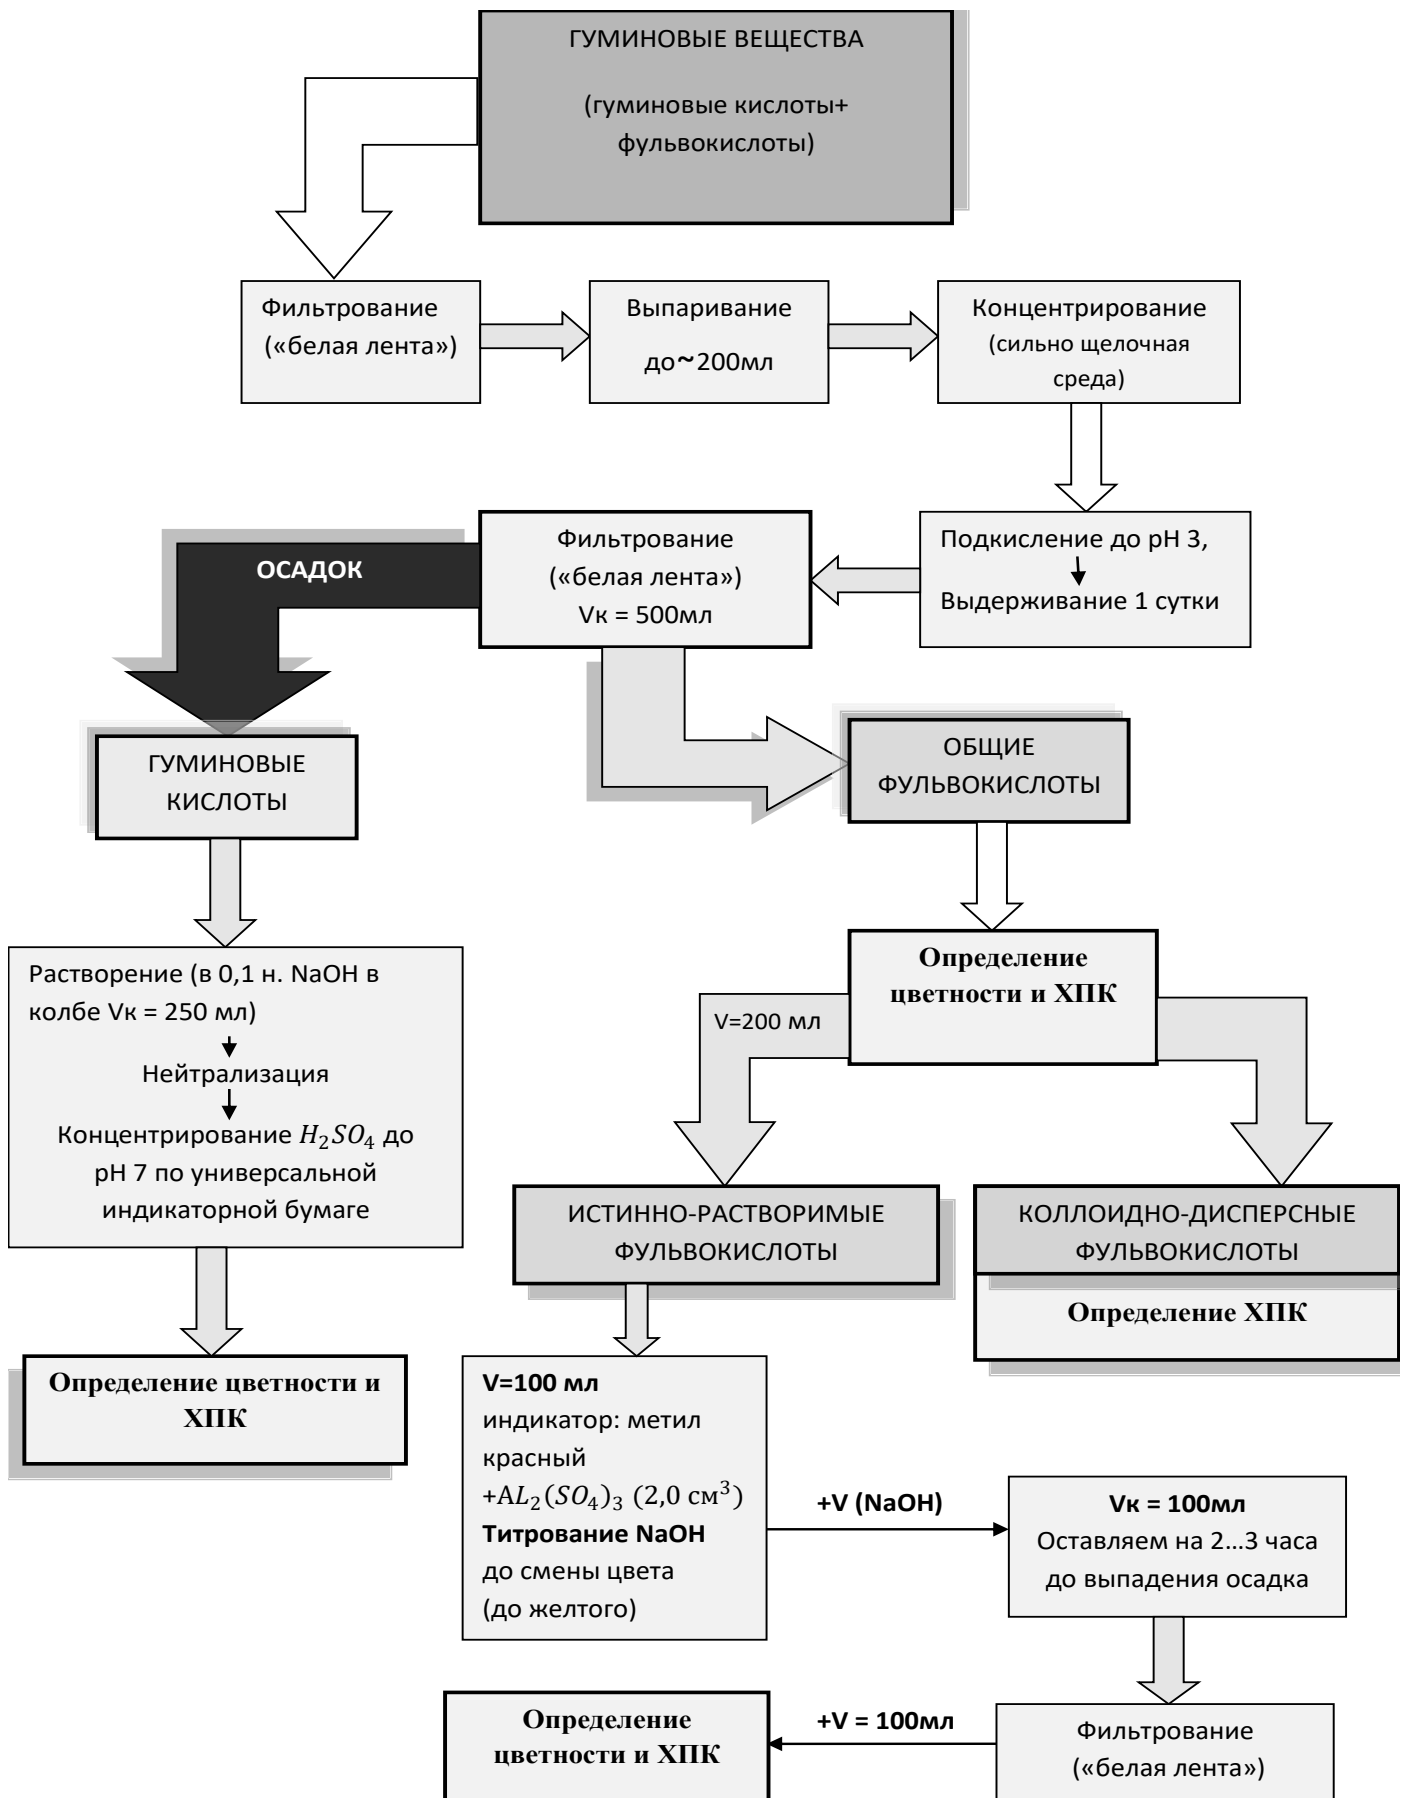 ГУМИНОВЫЕ ВЕЩЕСТВА
(гуминовые кислоты+
фульвокислоты)
Фильтрование
(«белая лента»)
Выпаривание
до~200мл
Концентрирование
(сильно щелочная
среда)
Подкисление до pH 3,
Выдерживание 1 сутки
Фильтрование
(«белая лента»)
Vк = 500мл
ОСАДОК
ГУМИНОВЫЕ
КИСЛОТЫ
ОБЩИЕ
ФУЛЬВОКИСЛОТЫ
Растворение (в 0,1 н. NaOH в
колбе Vк = 250 мл)
Нейтрализация
Концентрирование H₂SO₄ до
pH 7 по универсальной
индикаторной бумаге
Определение цветности и
ХПК
Определение
цветности и ХПК
V=200 мл
ИСТИННО-РАСТВОРИМЫЕ
ФУЛЬВОКИСЛОТЫ
КОЛЛОИДНО-ДИСПЕРСНЫЕ
ФУЛЬВОКИСЛОТЫ
Определение ХПК
V=100 мл
индикатор: метил
красный
+AL₂(SO₄)₃ (2,0 см³)
Титрование NaOH
до смены цвета
(до желтого)
+V (NaOH)
Vк = 100мл
Оставляем на 2...3 часа
до выпадения осадка
Фильтрование
(«белая лента»)
+V = 100мл
Определение
цветности и ХПК